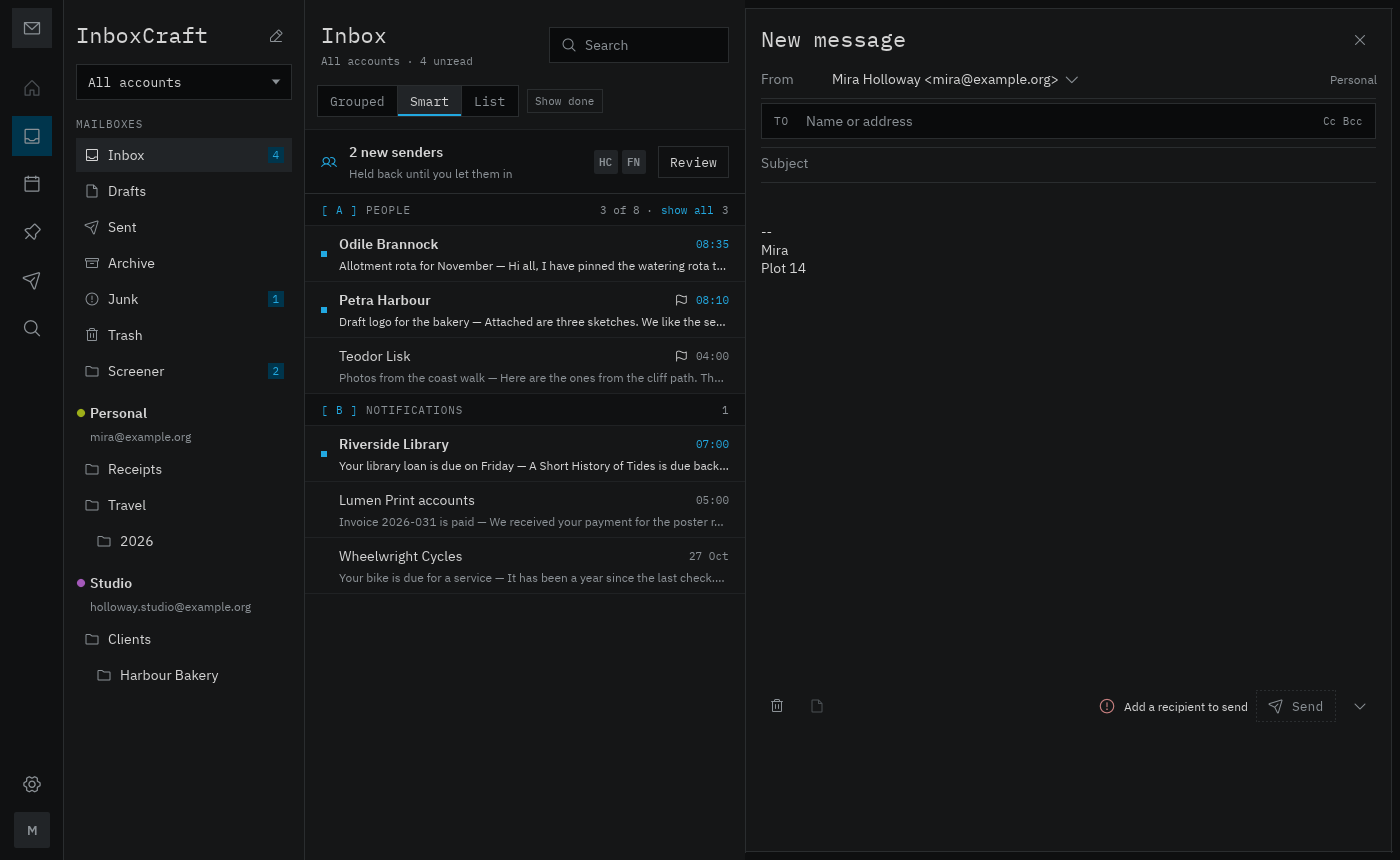 InboxCraft
All accounts
MAILBOXES
Inbox 4
Drafts
Sent
Archive
Junk 1
Trash
Screener 2
Personal
mira@example.org
Receipts
Travel
2026
Studio
holloway.studio@example.org
Clients
Harbour Bakery
M
Inbox
All accounts · 4 unread
Search
Grouped Smart List Show done
2 new senders
Held back until you let them in
HC FN Review
[ A ] PEOPLE 3 of 8 · show all 3
Odile Brannock 08:35
Allotment rota for November — Hi all, I have pinned the watering rota t…
Petra Harbour 08:10
Draft logo for the bakery — Attached are three sketches. We like the se…
Teodor Lisk 04:00
Photos from the coast walk — Here are the ones from the cliff path. Th…
[ B ] NOTIFICATIONS 1
Riverside Library 07:00
Your library loan is due on Friday — A Short History of Tides is due back…
Lumen Print accounts 05:00
Invoice 2026-031 is paid — We received your payment for the poster r…
Wheelwright Cycles 27 Oct
Your bike is due for a service — It has been a year since the last check.…
New message
From Mira Holloway <mira@example.org> Personal
TO Name or address Cc Bcc
Subject
--
Mira
Plot 14
Add a recipient to send Send